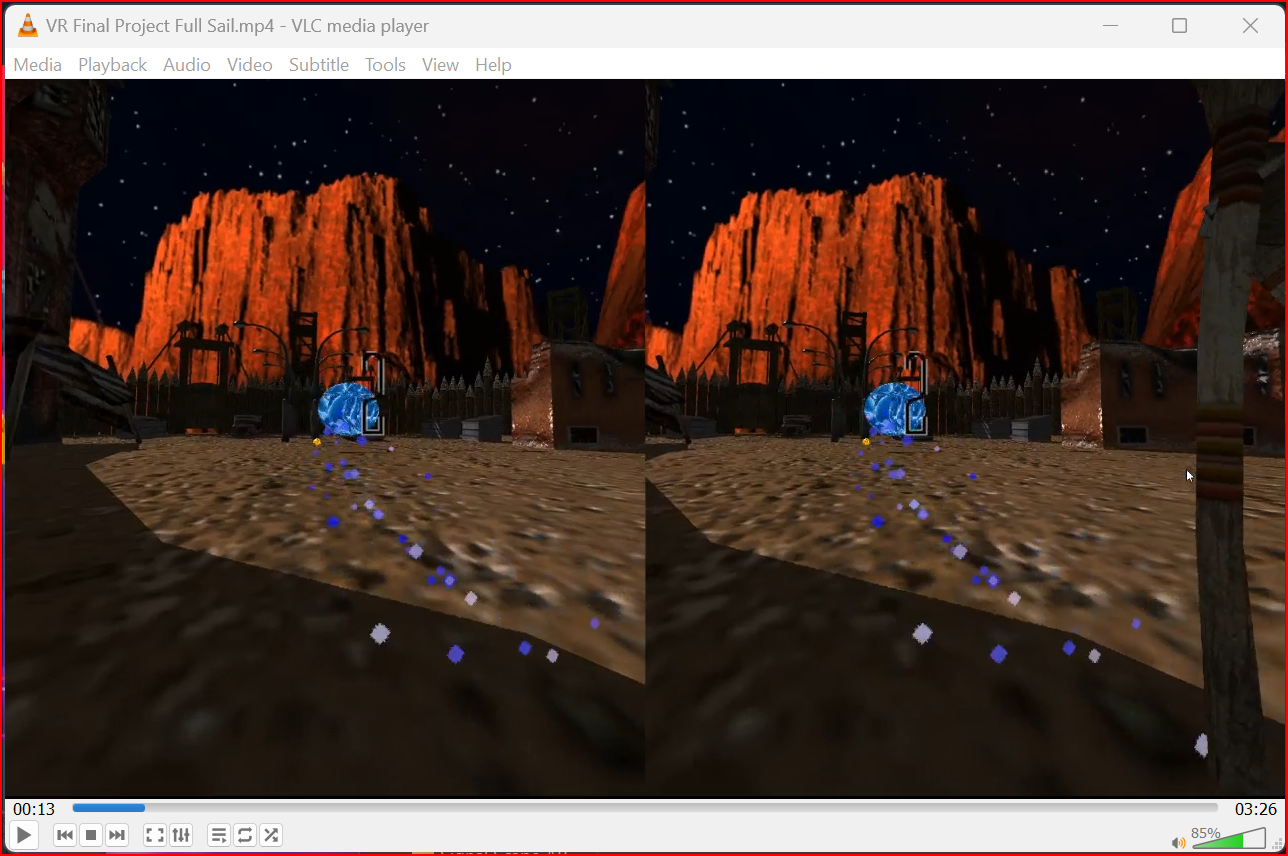 VR Final Project Full Sail.mp4 - VLC media player
Media Playback Audio Video Subtitle Tools View Help
00:13 03:26
85%